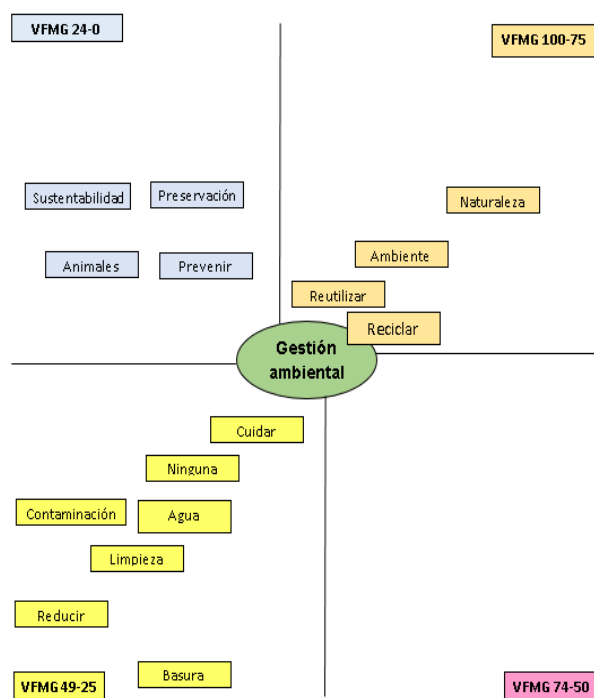 VFMG 24-0
VFMG 100-75
Sustentabilidad
Preservación
Naturaleza
Animales
Prevenir
Ambiente
Reutilizar
Reciclar
Gestión
ambiental
Cuidar
Ninguna
Contaminación
Agua
Limpieza
Reducir
Basura
VFMG 49-25
VFMG 74-50